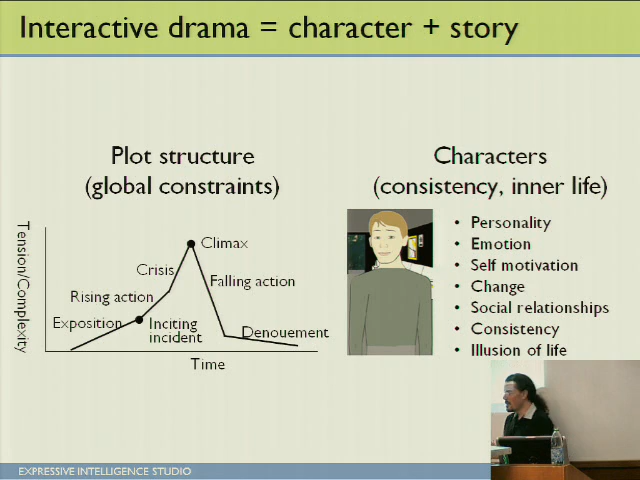 Interactive drama = character + story
Plot structure
(global constraints)
Tension/Complexity
Climax
Crisis
Falling action
Rising action
Exposition
Inciting
incident
Denouement
Time
Characters
(consistency, inner life)
• Personality
• Emotion
• Self motivation
• Change
• Social relationships
• Consistency
• Illusion of life
EXPRESSIVE INTELLIGENCE STUDIO